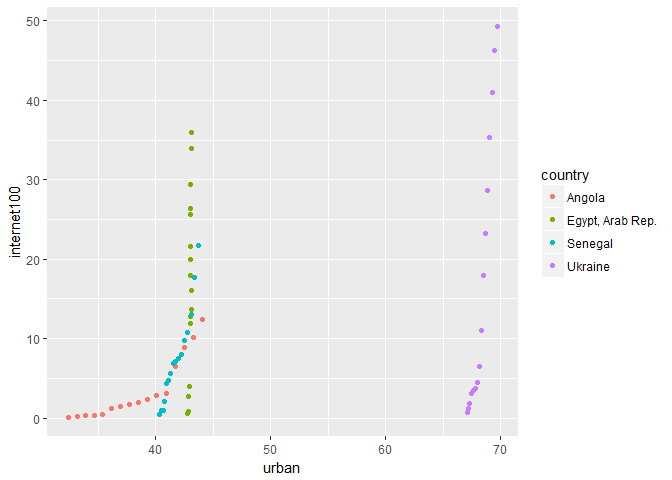 50
40
30
20
10
0
internet100
40
50
60
70
urban
country
Angola
Egypt, Arab Rep.
Senegal
Ukraine